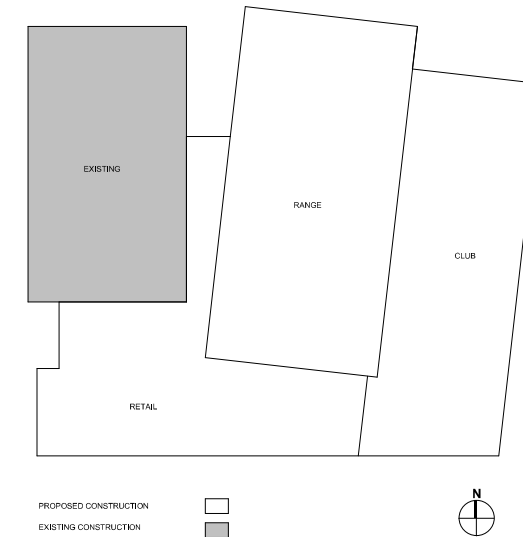 EXISTING
RANGE
CLUB
RETAIL
PROPOSED CONSTRUCTION
EXISTING CONSTRUCTION
N